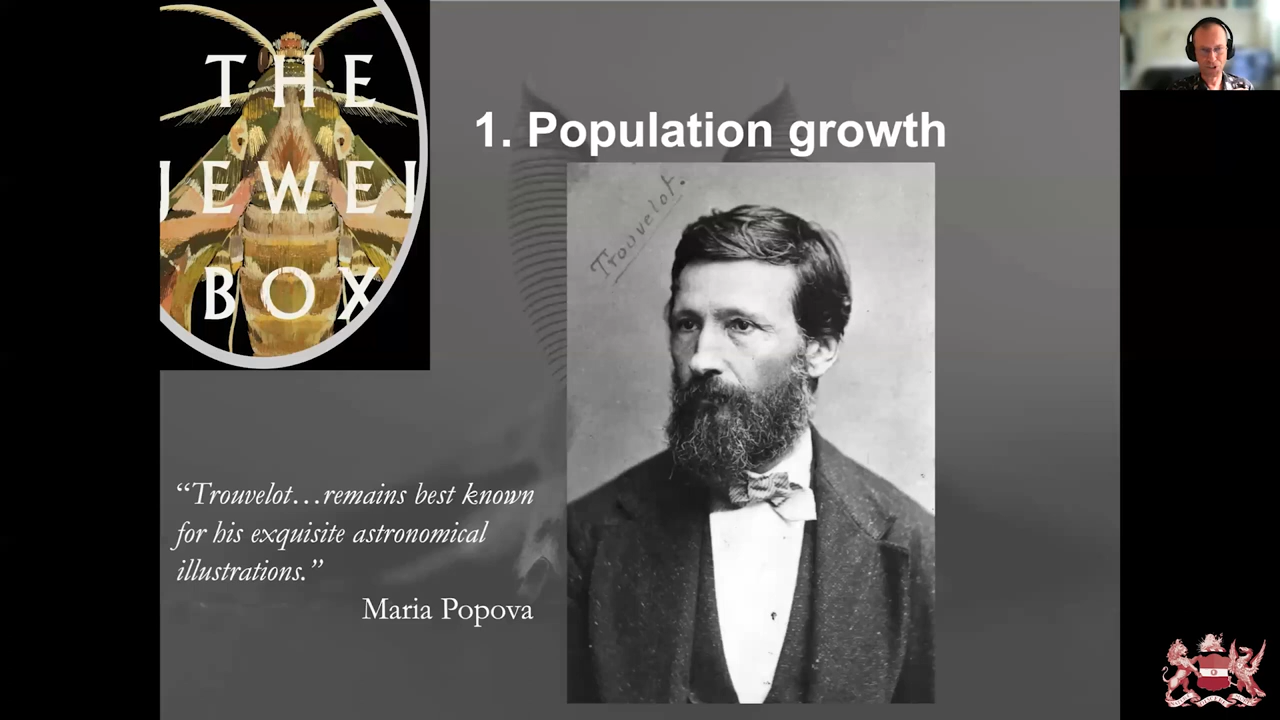 THE
JEWEL
BOX
1. Population growth
Trouvelot.
“Trouvelot…remains best known
for his exquisite astronomical
illustrations.”
Maria Popova